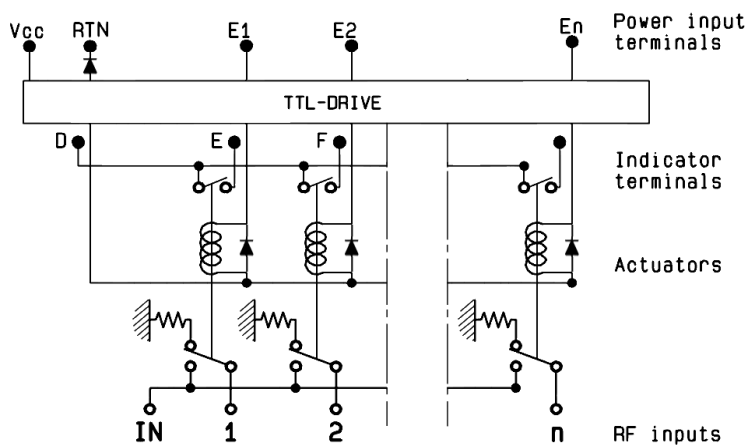 Vcc RTN E1 E2 En Power input
terminals
TTL-DRIVE
D E F
Indicator
terminals
Actuators
IN 1 2 n RF inputs